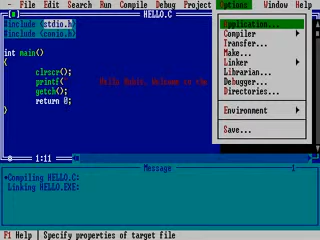 ≡ File Edit Search Run Compile Debug Project Options Window Help
HELLO.C
#include <stdio.h>
#include <conio.h>
int main()
{
clrscr();
printf(
getch();
return 0;
}
1:11
Application...
Compiler
Transfer...
Make...
Linker
Librarian...
Debugger...
Directories...
Environment
Save...
Message
1
•Compiling HELLO.C:
Linking HELLO.EXE:
F1 Help | Specify properties of target file